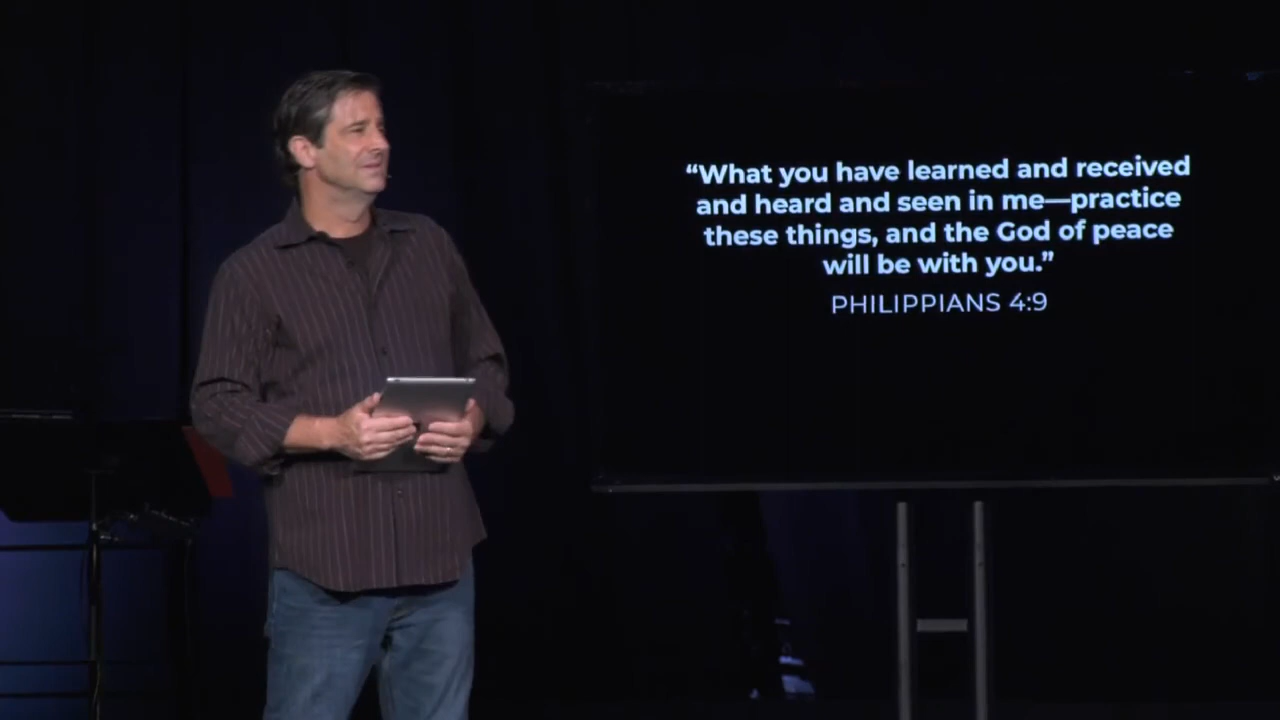 “What you have learned and received
and heard and seen in me—practice
these things, and the God of peace
will be with you.”
PHILIPPIANS 4:9